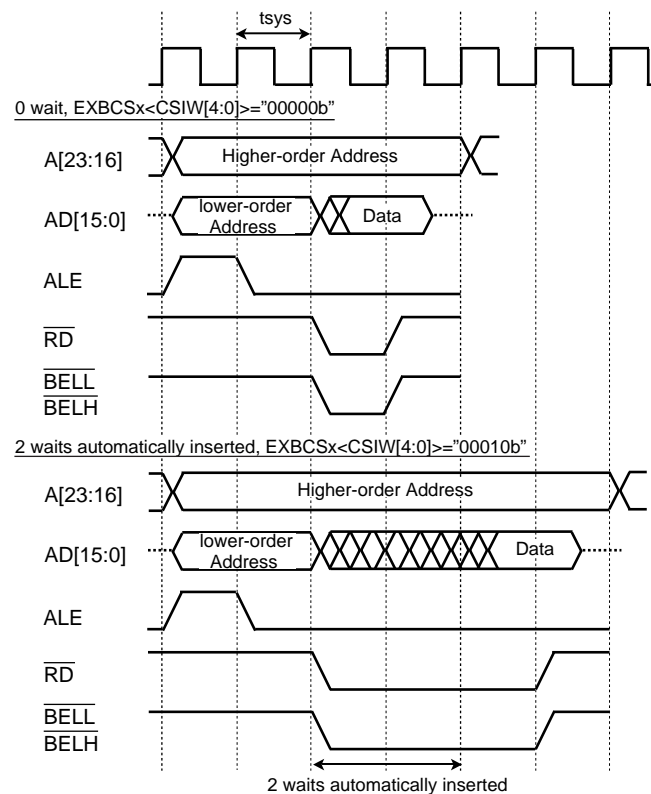 tsys
0 wait, EXBCSx<CSIW[4:0]>="00000b"
A[23:16]
Higher-order Address
AD[15:0]
lower-order
Address
Data
ALE
RD
BELL
BELH
2 waits automatically inserted, EXBCSx<CSIW[4:0]>="00010b"
A[23:16]
Higher-order Address
AD[15:0]
lower-order
Address
Data
ALE
RD
BELL
BELH
2 waits automatically inserted